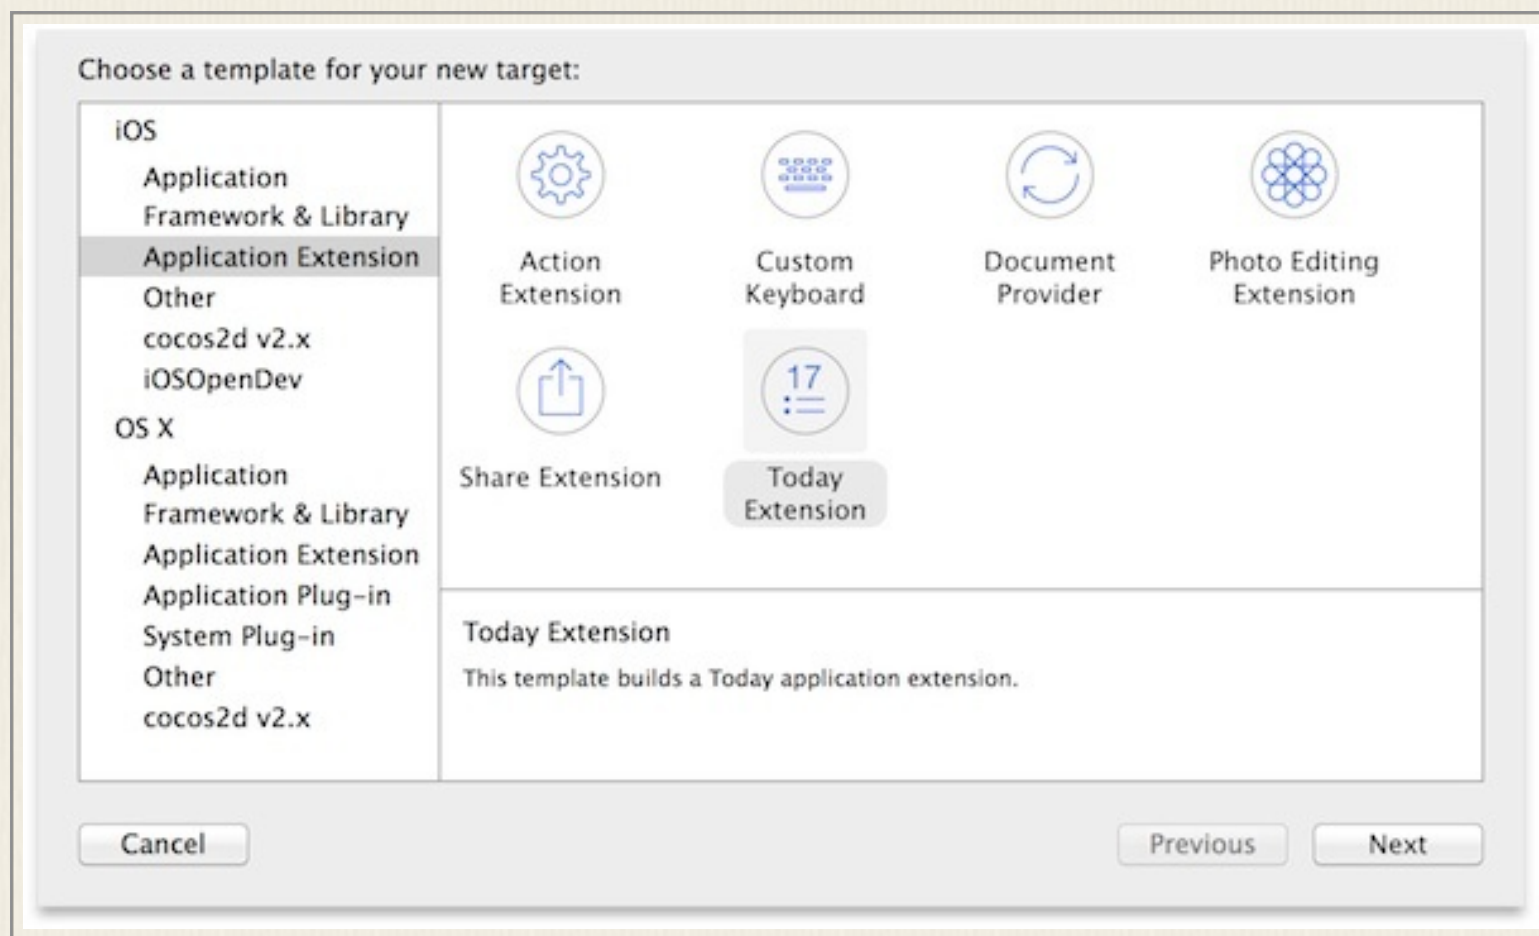 Choose a template for your new target:
iOS
Application
Framework & Library
Application Extension
Other
cocos2d v2.x
iOSOpenDev
OS X
Application
Framework & Library
Application Extension
Application Plug-in
System Plug-in
Other
cocos2d v2.x
Action
Extension
Custom
Keyboard
Document
Provider
Photo Editing
Extension
Share Extension
17
Today
Extension
Today Extension
This template builds a Today application extension.
Cancel
Previous
Next